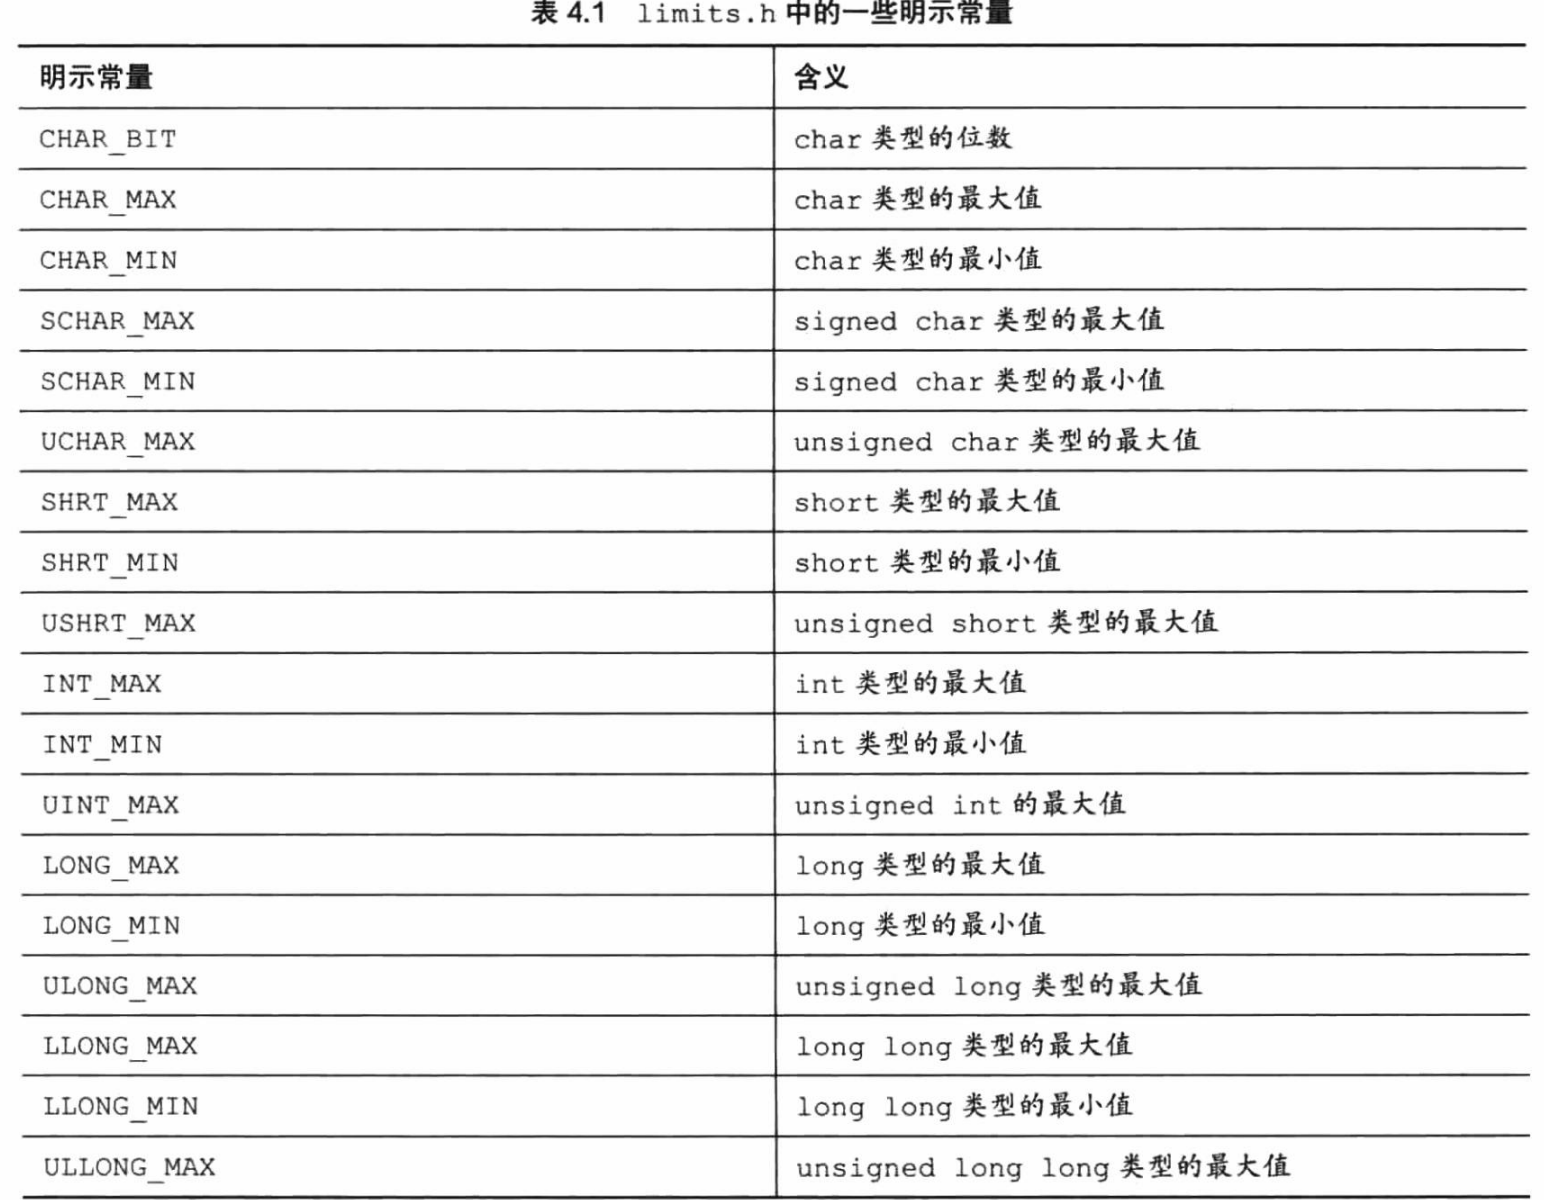 表 4.1 limits.h 中的一些明示常量
明示常量 含义
CHAR_BIT char 类型的位数
CHAR_MAX char 类型的最大值
CHAR_MIN char 类型的最小值
SCHAR_MAX signed char 类型的最大值
SCHAR_MIN signed char 类型的最小值
UCHAR_MAX unsigned char 类型的最大值
SHRT_MAX short 类型的最大值
SHRT_MIN short 类型的最小值
USHRT_MAX unsigned short 类型的最大值
INT_MAX int 类型的最大值
INT_MIN int 类型的最小值
UINT_MAX unsigned int 的最大值
LONG_MAX long 类型的最大值
LONG_MIN long 类型的最小值
ULONG_MAX unsigned long 类型的最大值
LLONG_MAX long long 类型的最大值
LLONG_MIN long long 类型的最小值
ULLONG_MAX unsigned long long 类型的最大值